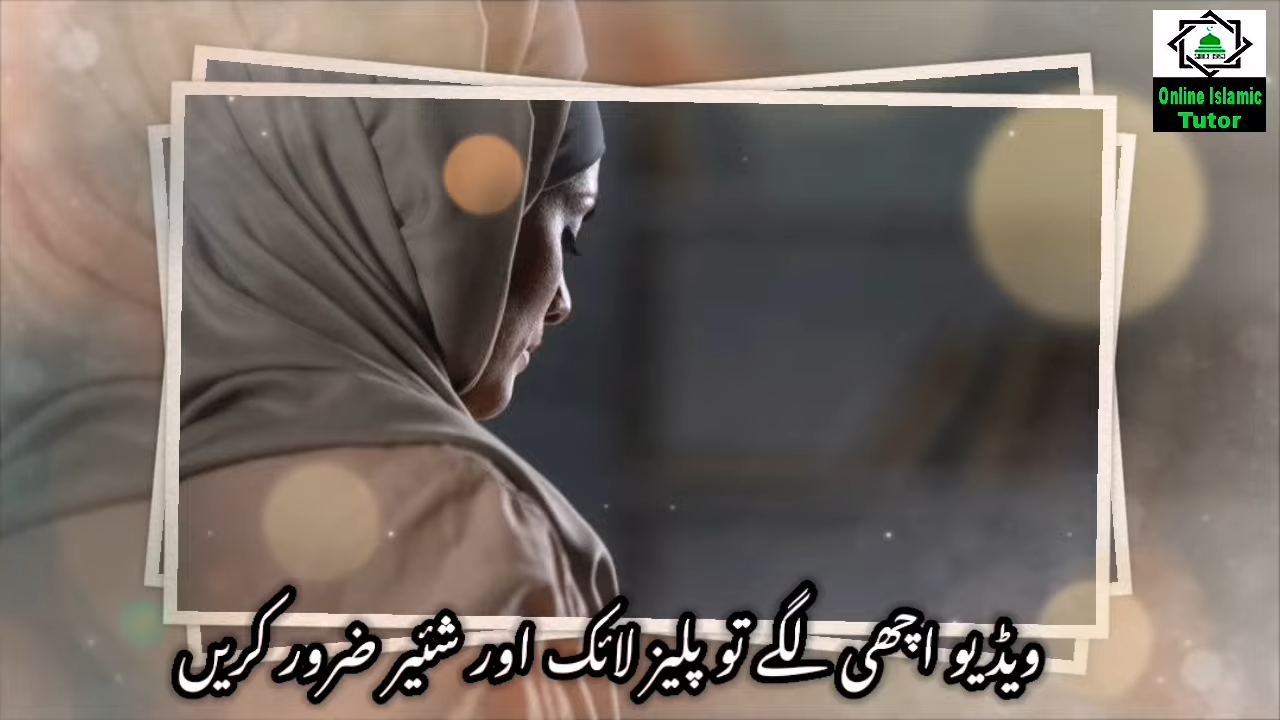 Online Islamic
Tutor
ویڈیو اچھی لگے تو پلیز لائک اور شئیر ضرور کریں